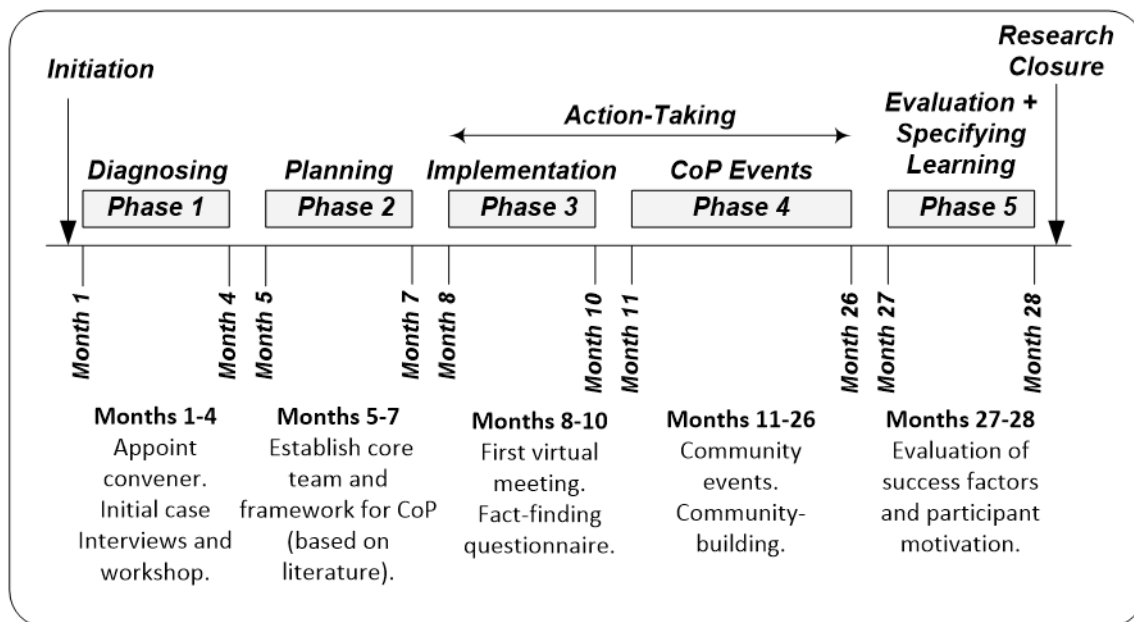 Initiation
Research
Closure
Action-Taking
Evaluation +
Specifying
Learning
Diagnosing
Planning
Implementation
CoP Events
Phase 1
Phase 2
Phase 3
Phase 4
Phase 5
Month 1
Month 4
Month 5
Month 7
Month 8
Month 10
Month 11
Month 26
Month 27
Month 28
Months 1-4
Appoint
convener.
Initial case
Interviews and
workshop.
Months 5-7
Establish core
team and
framework for CoP
(based on
literature).
Months 8-10
First virtual
meeting.
Fact-finding
questionnaire.
Months 11-26
Community
events.
Community-
building.
Months 27-28
Evaluation of
success factors
and participant
motivation.